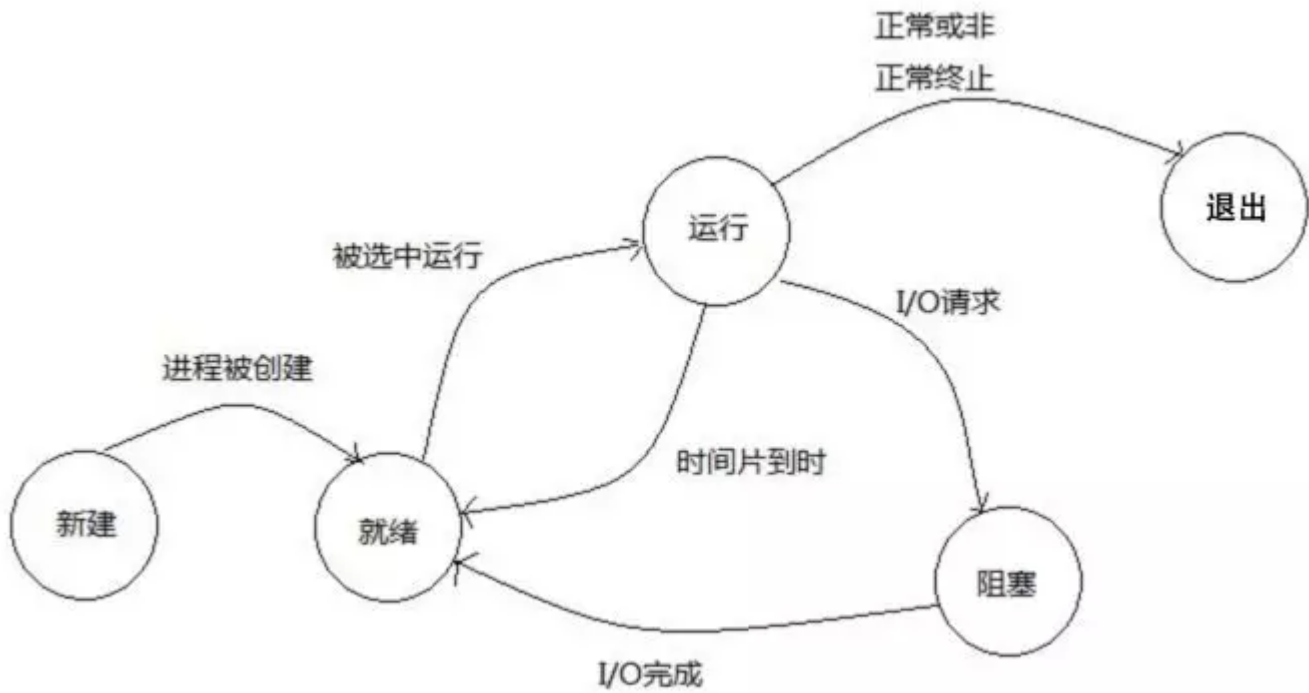 正常或非
正常终止
退出
运行
被选中运行
I/O请求
进程被创建
时间片到时
新建
就绪
阻塞
I/O完成